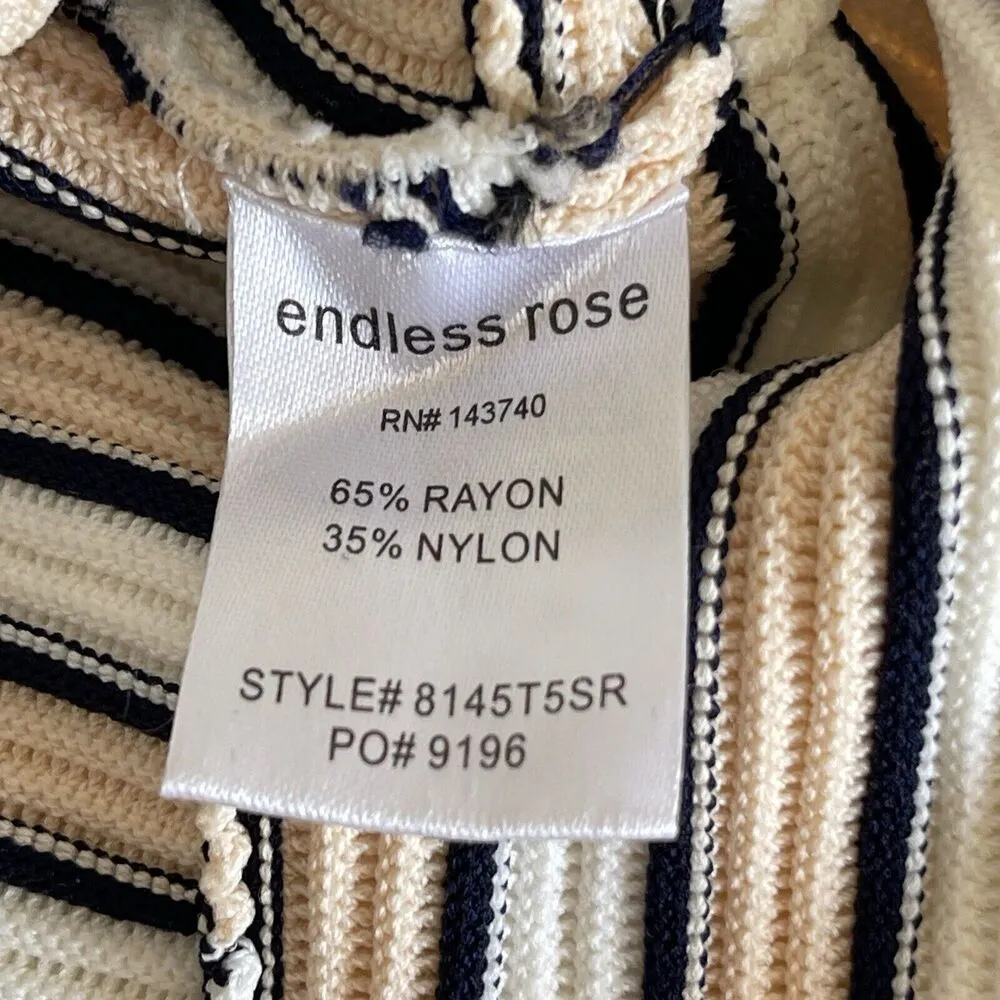 endless rose
RN# 143740
65% RAYON
35% NYLON
STYLE# 8145T5SR
PO# 9196